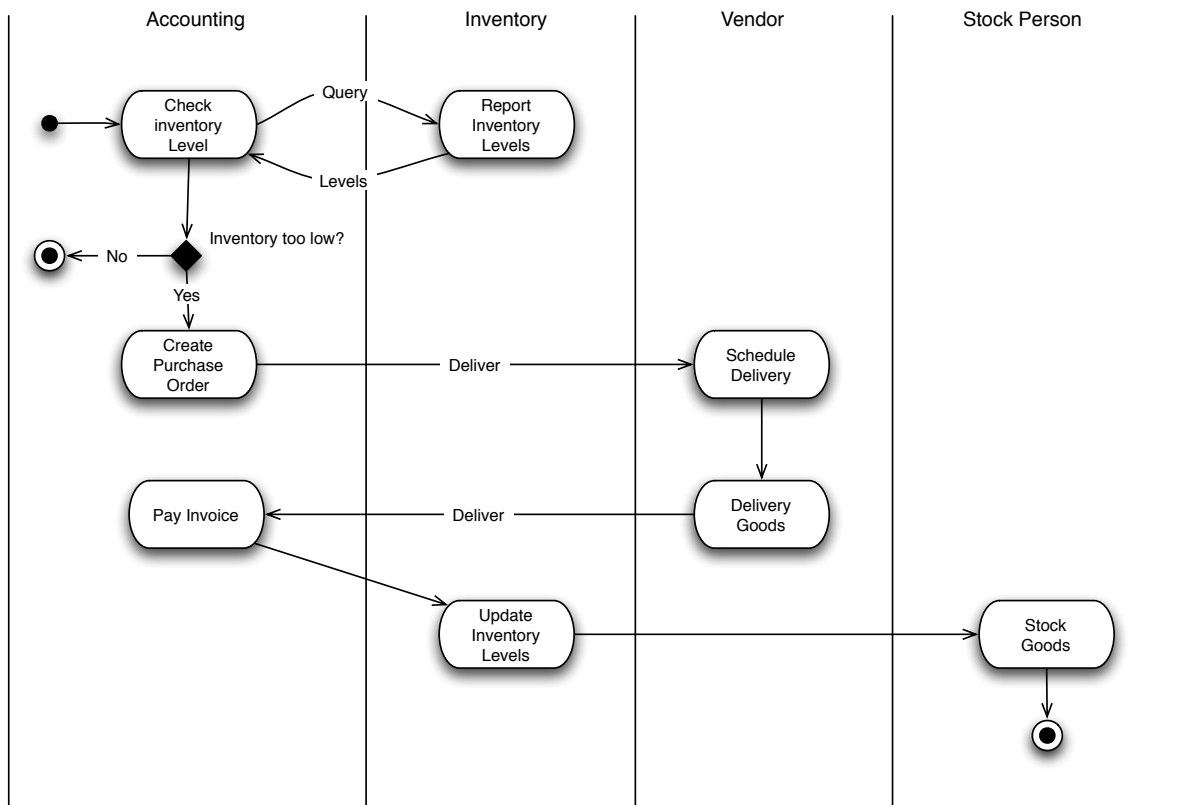 Accounting
Inventory
Vendor
Stock Person
Check
inventory
Level
Query
Report
Inventory
Levels
Levels
Inventory too low?
No
Yes
Create
Purchase
Order
Deliver
Schedule
Delivery
Pay Invoice
Deliver
Delivery
Goods
Update
Inventory
Levels
Stock
Goods